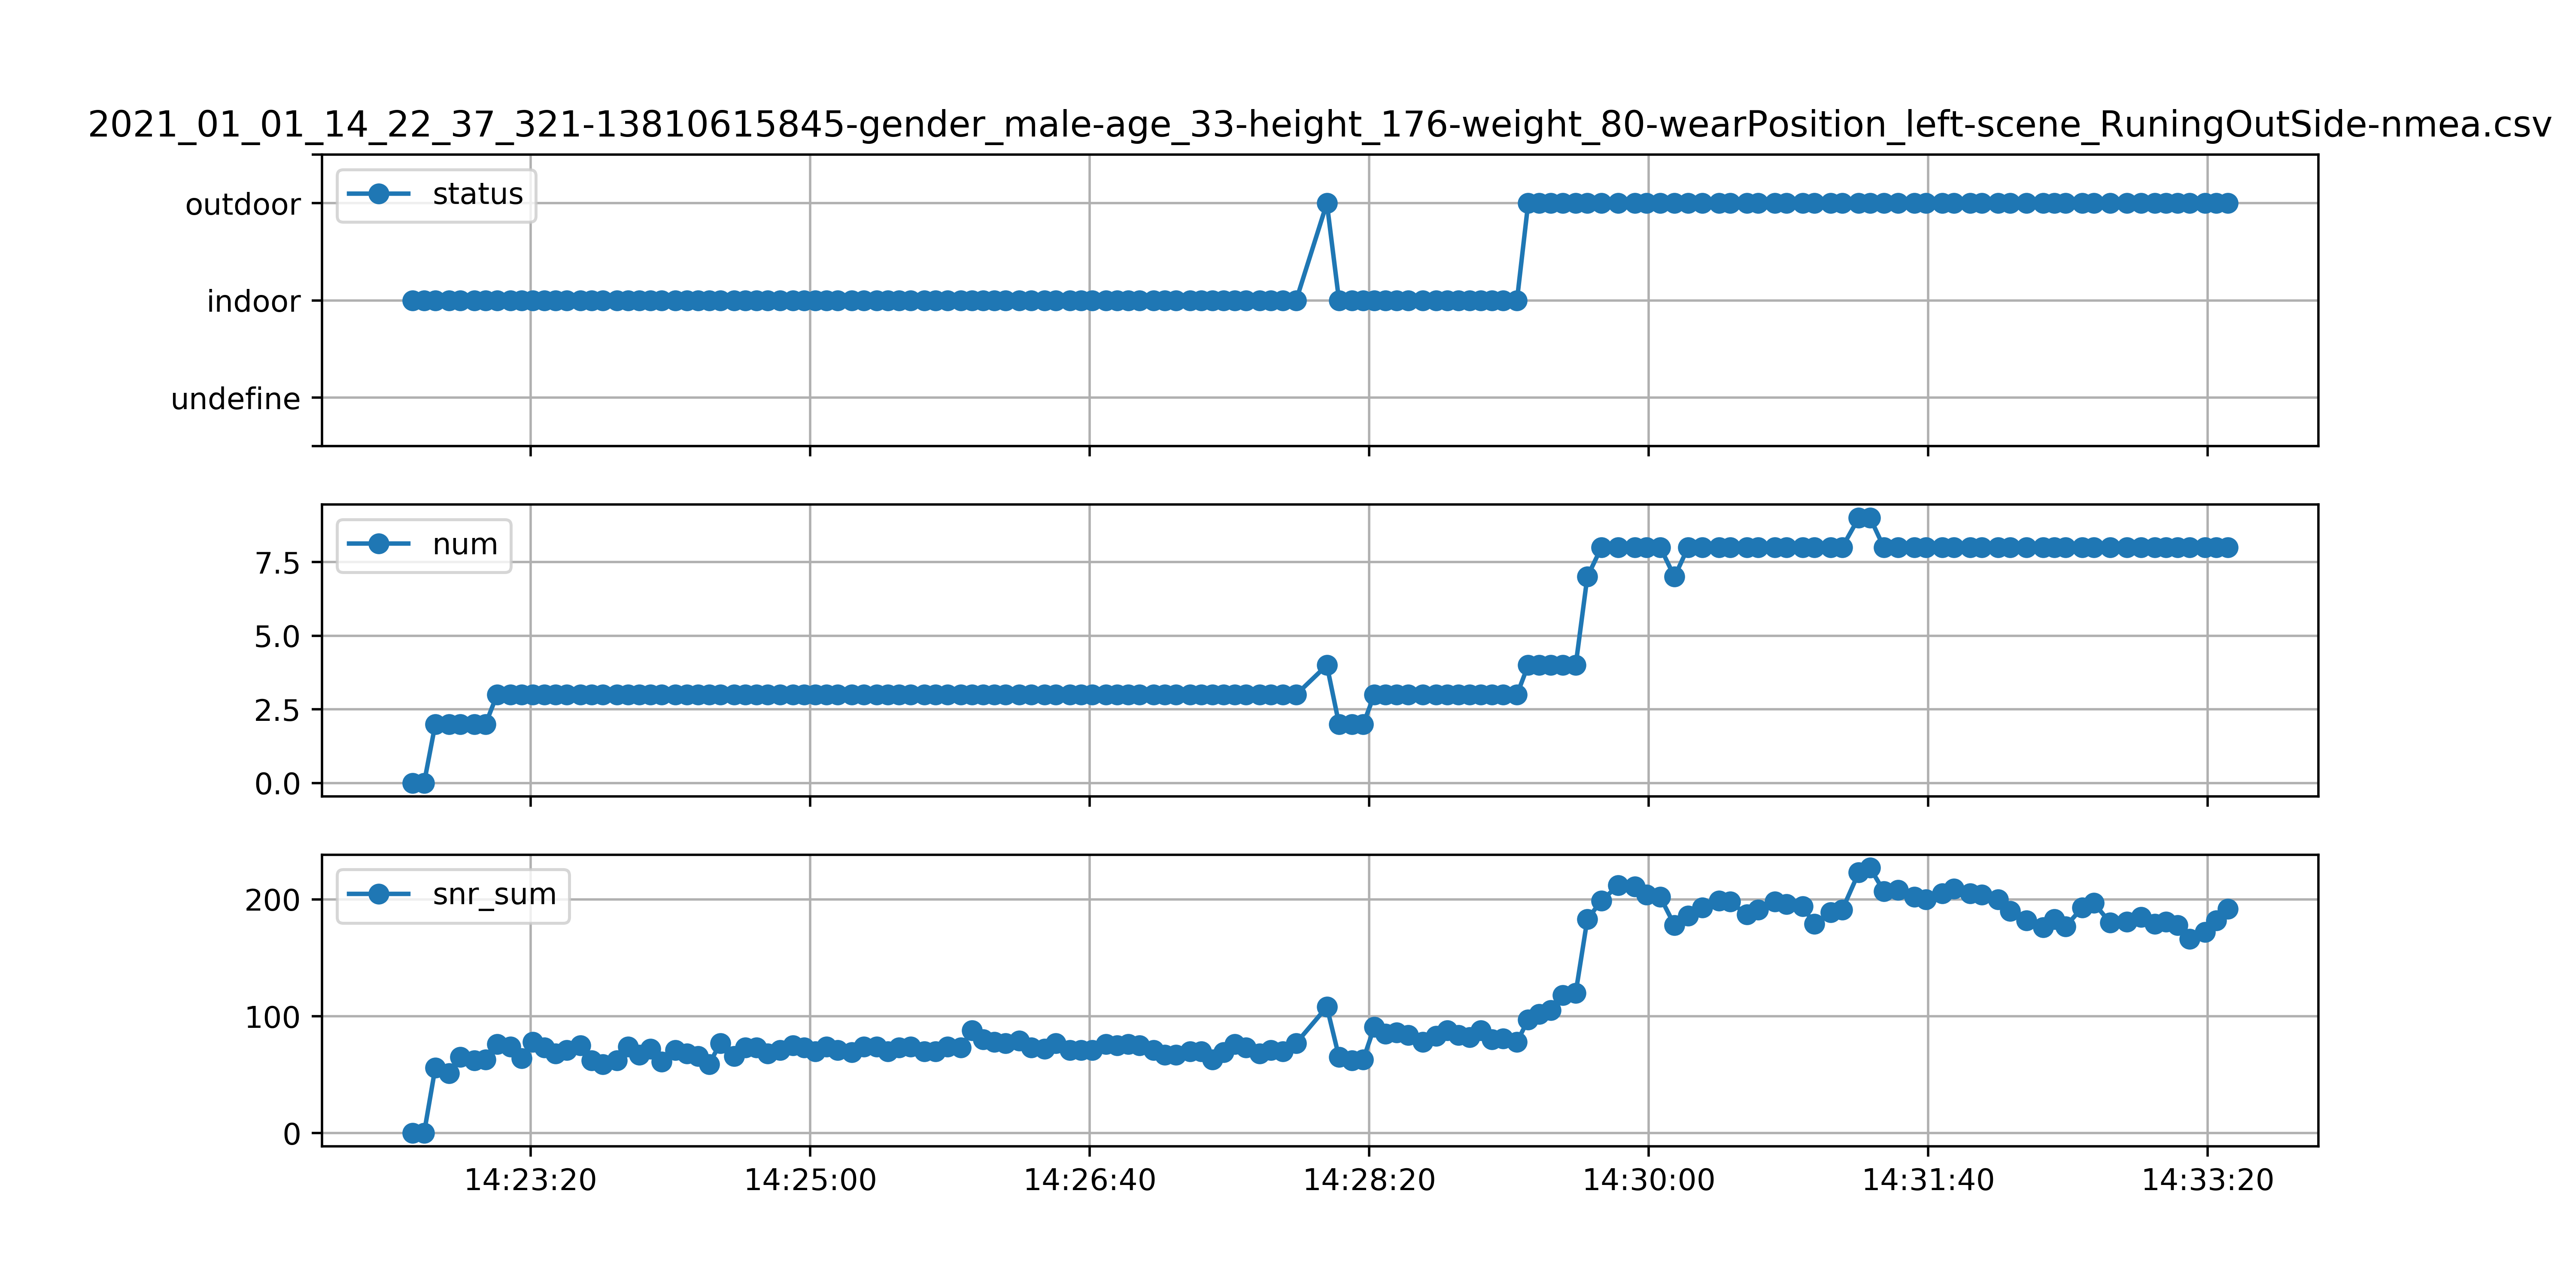 2021_01_01_14_22_37_321-13810615845-gender_male-age_33-height_176-weight_80-wearPosition_left-scene_RuningOutSide-nmea.csv
status
outdoor
indoor
undefine
num
7.5
5.0
2.5
0.0
snr_sum
200
100
0
14:23:20 14:25:00 14:26:40 14:28:20 14:30:00 14:31:40 14:33:20